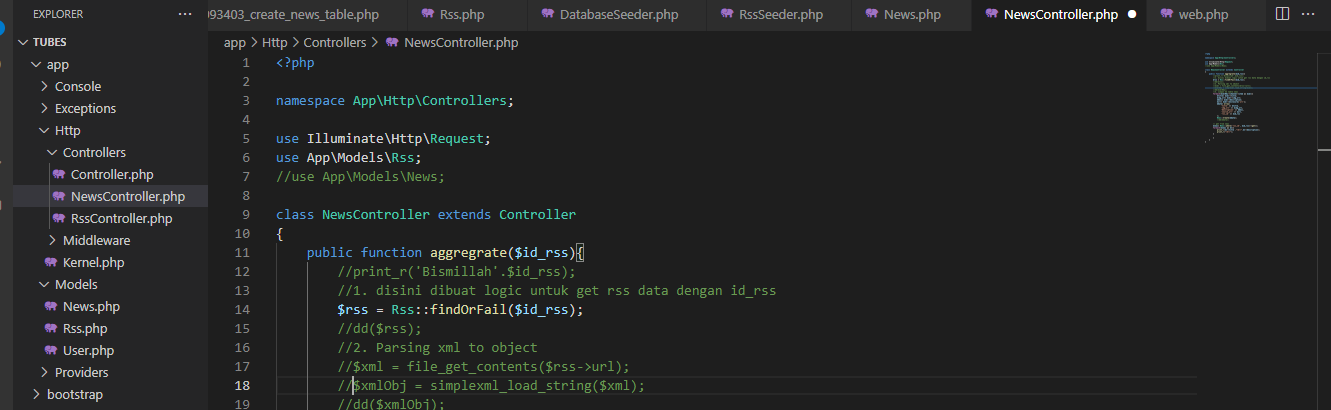 EXPLORER
TUBES
app
Console
Exceptions
Http
Controllers
Controller.php
NewsController.php
RssController.php
Middleware
Kernel.php
Models
News.php
Rss.php
User.php
Providers
bootstrap
093403_create_news_table.php
Rss.php
DatabaseSeeder.php
RssSeeder.php
News.php
NewsController.php
web.php
app > Http > Controllers > NewsController.php
1 <?php
2
3 namespace App\Http\Controllers;
4
5 use Illuminate\Http\Request;
6 use App\Models\Rss;
7 //use App\Models\News;
8
9 class NewsController extends Controller
10 {
11 public function aggregrate($id_rss){
12 //print_r('Bismillah'.$id_rss);
13 //1. disini dibuat logic untuk get rss data dengan id_rss
14 $rss = Rss::findOrFail($id_rss);
15 //dd($rss);
16 //2. Parsing xml to object
17 //$xml = file_get_contents($rss->url);
18 //$xmlObj = simplexml_load_string($xml);
19 //dd($xmlObj);